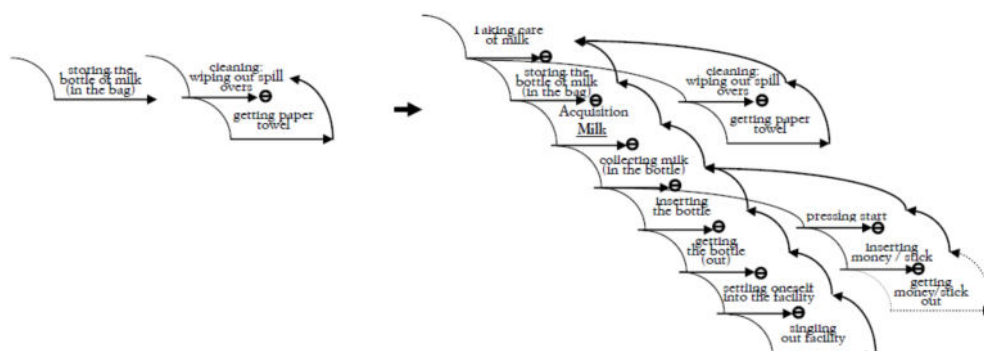 storing the
bottle of milk
(in the bag)
cleaning:
wiping out spill
overs
getting paper
towel
Taking care
of milk
storing the
bottle of milk
(in the bag)
Acquisition
Milk
collecting milk
(in the bottle)
inserting
the bottle
getting
the bottle
(out)
settling oneself
into the facility
singling
out facility
cleaning:
wiping out spill
overs
getting paper
towel
pressing start
inserting
money / stick
getting
money/stick
out